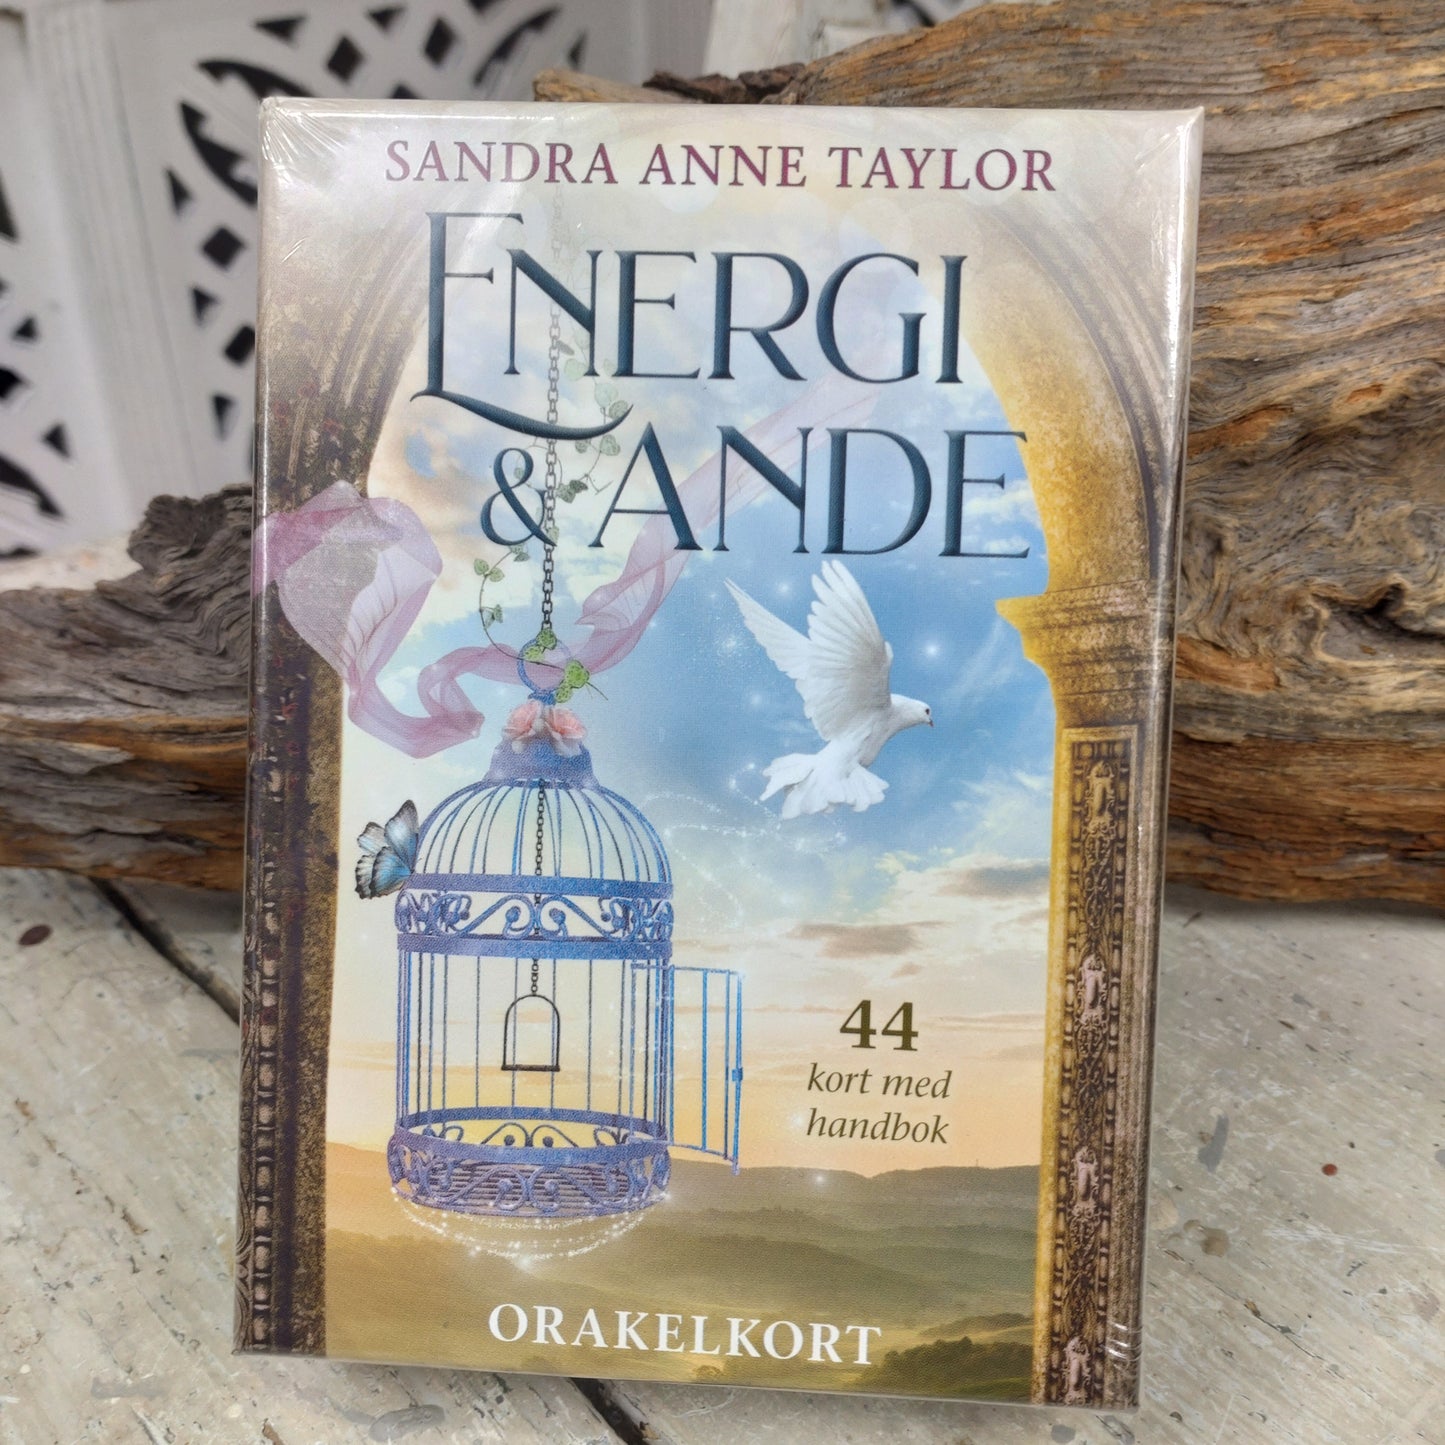 SANDRA ANNE TAYLOR
ENERGI
& ANDE
44
kort med
handbok
ORAKELKORT